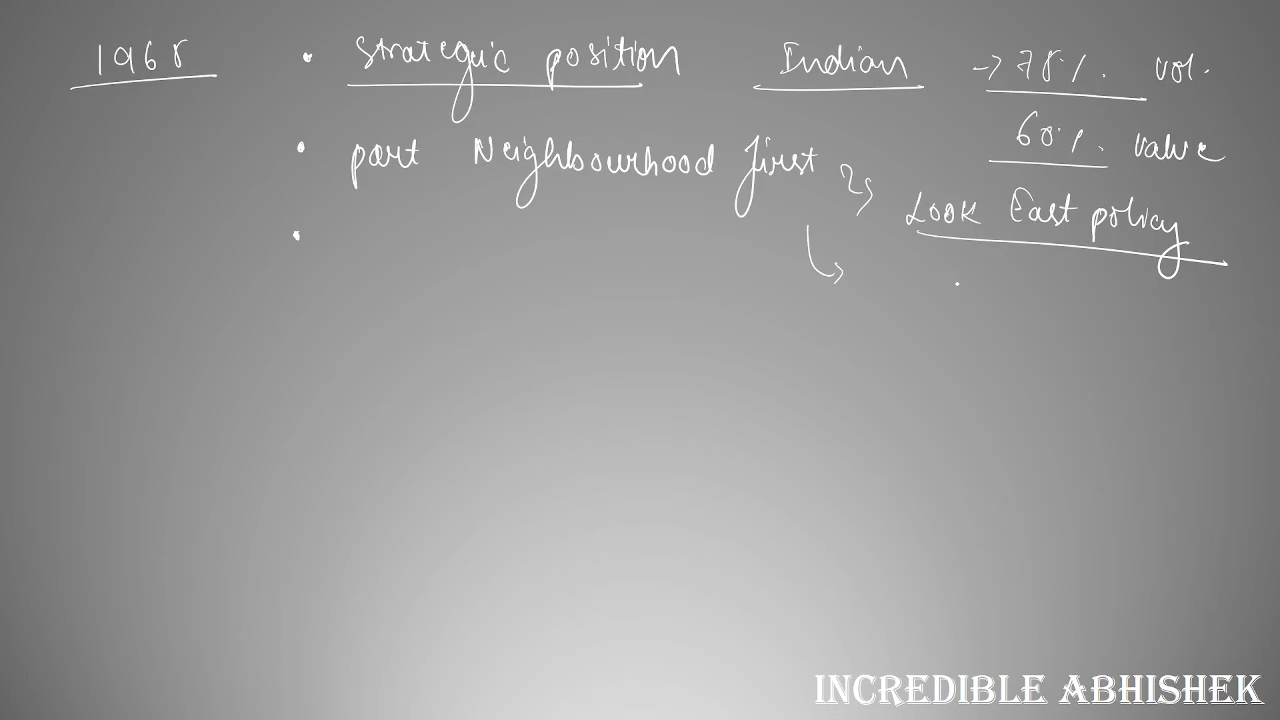 1968 • Strategic position Indian → 78%. vol.
60%. value
• part Neighbourhood first
Look East policy
•
INCREDIBLE ABHISHEK